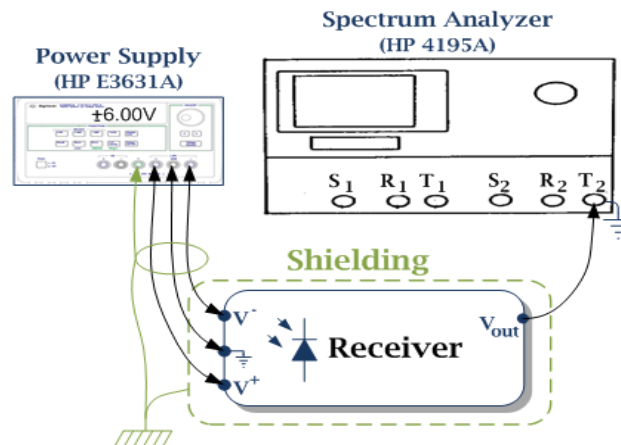 Spectrum Analyzer
(HP 4195A)
Power Supply
(HP E3631A)
±6.00V
S1 R1 T1 S2 R2 T2
Shielding
V-
Vout
Receiver
V+